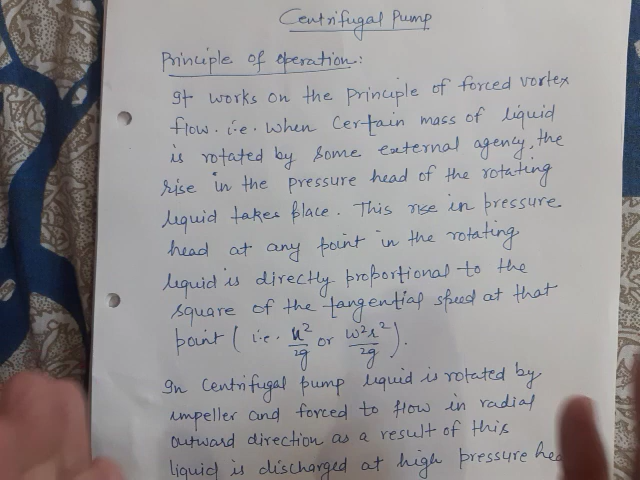 Centrifugal Pump
Principle of operation:
It works on the principle of forced vortex
flow. i.e. when certain mass of liquid
is rotated by some external agency, the
rise in the pressure head of the rotating
liquid takes place. This rise in pressure
head at any point in the rotating
liquid is directly proportional to the
square of the tangential speed at that
point ( i.e. u²/2g or w²r²/2g ).
In Centrifugal pump liquid is rotated by
impeller and forced to flow in radial
outward direction as a result of this
liquid is discharged at high pressure hea